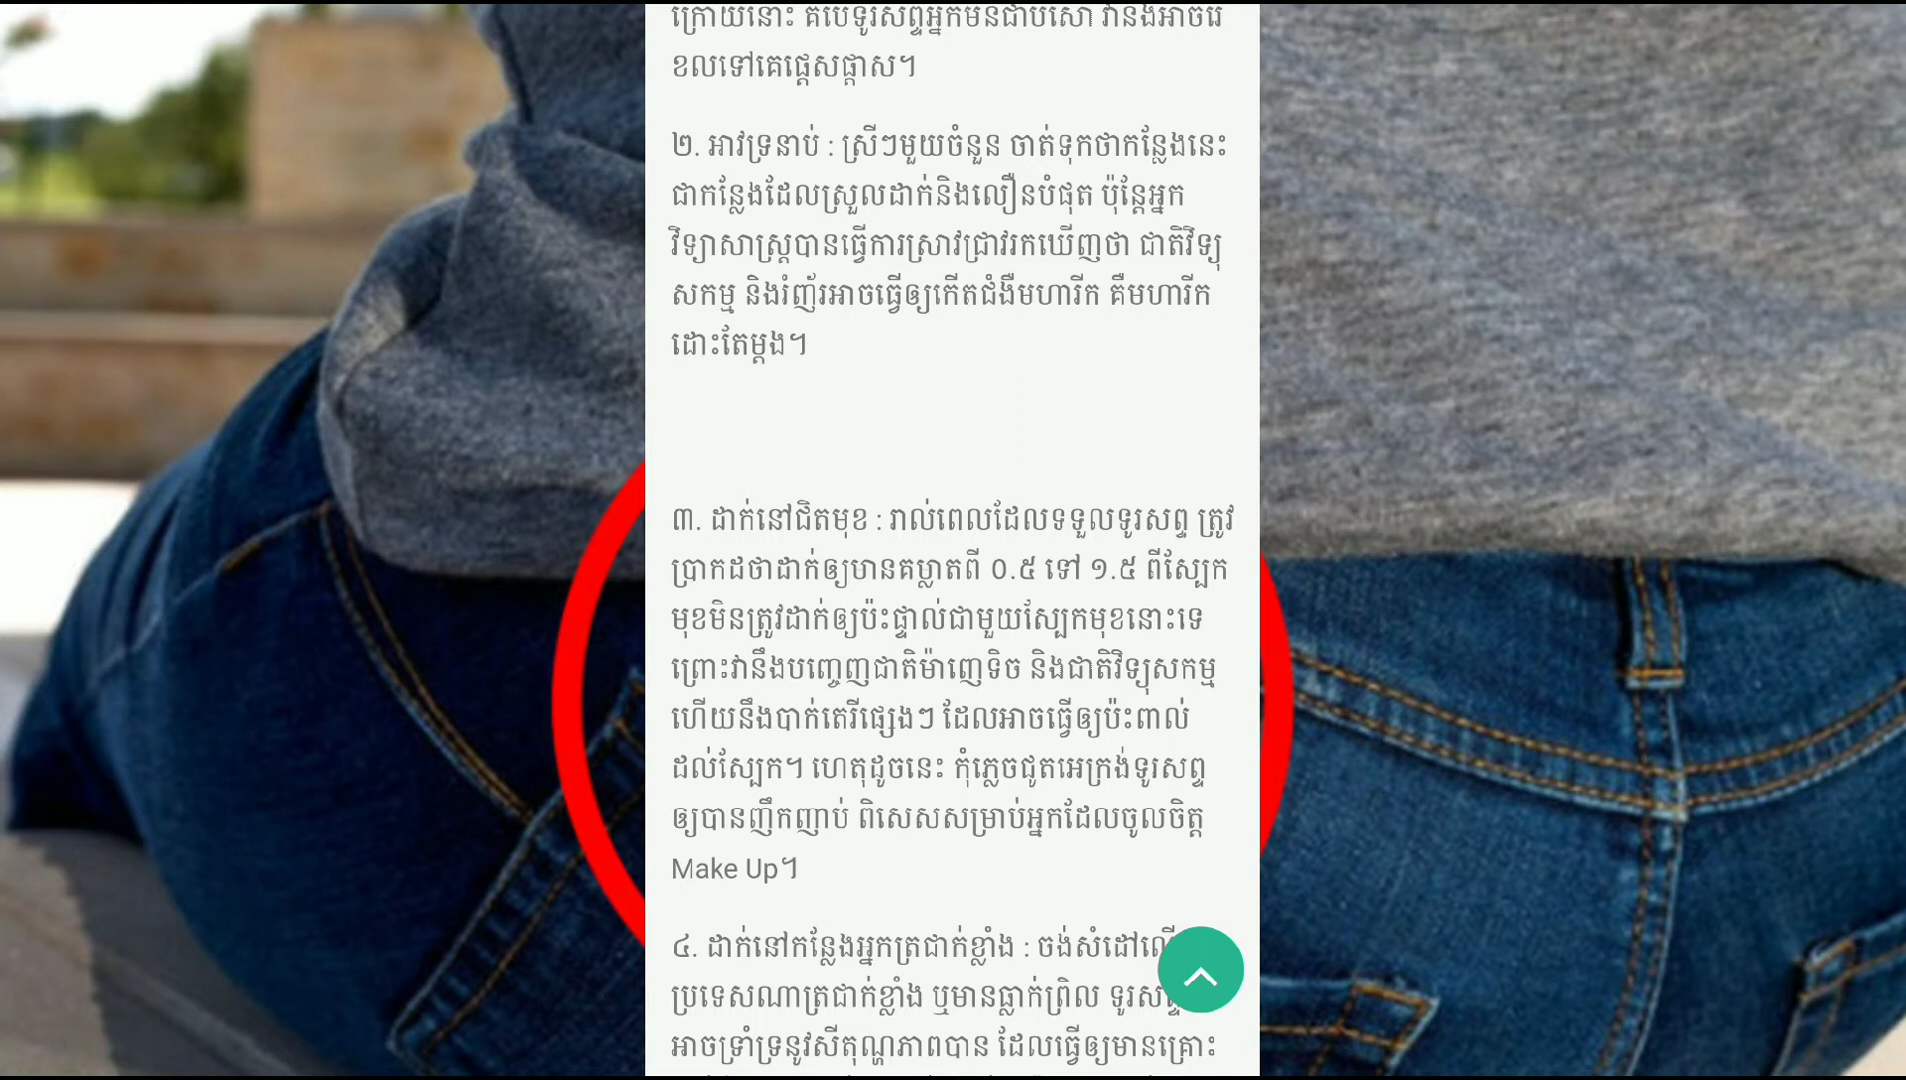 ខលទៅគេផ្ដេសផ្ដាស។
២. អាវទ្រនាប់ : ស្រីៗមួយចំនួន ចាត់ទុកថាកន្លែងនេះ
ជាកន្លែងដែលស្រួលដាក់និងលឿនបំផុត ប៉ុន្តែអ្នក
វិទ្យាសាស្ត្របានធ្វើការស្រាវជ្រាវរកឃើញថា ជាតិវិទ្យុ
សកម្ម និងរំញ័រអាចធ្វើឲ្យកើតជំងឺមហារីក គឺមហារីក
ដោះតែម្ដង។
៣. ដាក់នៅជិតមុខ : រាល់ពេលដែលទទួលទូរសព្ទ ត្រូវ
ប្រាកដថាដាក់ឲ្យមានគម្លាតពី 0.៥ ទៅ ១.៥ ពីស្បែក
មុខមិនត្រូវដាក់ឲ្យប៉ះផ្ទាល់ជាមួយស្បែកមុខនោះទេ
ព្រោះវានឹងបញ្ចេញជាតិម៉ាញេទិច និងជាតិវិទ្យុសកម្ម
ហើយនឹងបាក់តេរីផ្សេងៗ ដែលអាចធ្វើឲ្យប៉ះពាល់
ដល់ស្បែក។ ហេតុដូចនេះ កុំភ្លេចជូតអេក្រង់ទូរសព្ទ
ឲ្យបានញឹកញាប់ ពិសេសសម្រាប់អ្នកដែលចូលចិត្ត
Make Up។
៤. ដាក់នៅកន្លែងអ្នកត្រជាក់ខ្លាំង : ចង់សំដៅលើ
ប្រទេសណាត្រជាក់ខ្លាំង ឬមានធ្លាក់ព្រិល
អាចទ្រាំទ្រនូវសីតុណ្ហភាពបាន ដែលធ្វើឲ្យមានគ្រោះ